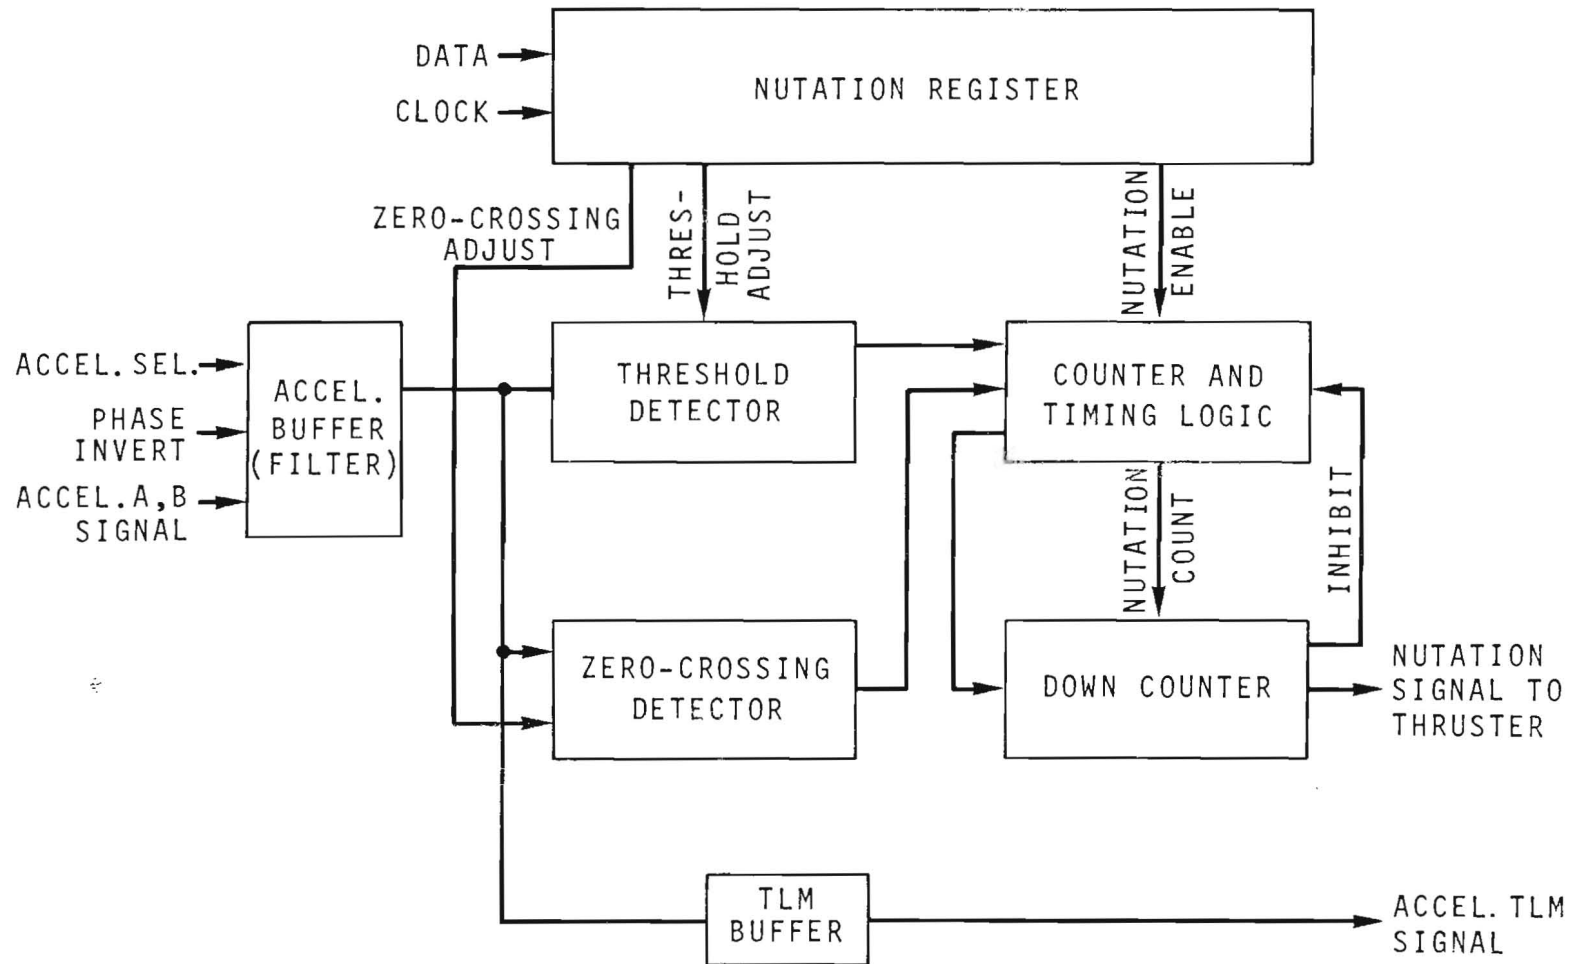 DATA
NUTATION REGISTER
CLOCK
ZERO-CROSSING
ADJUST
THRES-
HOLD
ADJUST
NUTATION
ENABLE
ACCEL. SEL.
PHASE
INVERT
ACCEL. A, B
SIGNAL
ACCEL.
BUFFER
(FILTER)
THRESHOLD
DETECTOR
COUNTER AND
TIMING LOGIC
NUTATION
COUNT
INHIBIT
ZERO-CROSSING
DETECTOR
DOWN COUNTER
NUTATION
SIGNAL TO
THRUSTER
TLM
BUFFER
ACCEL. TLM
SIGNAL